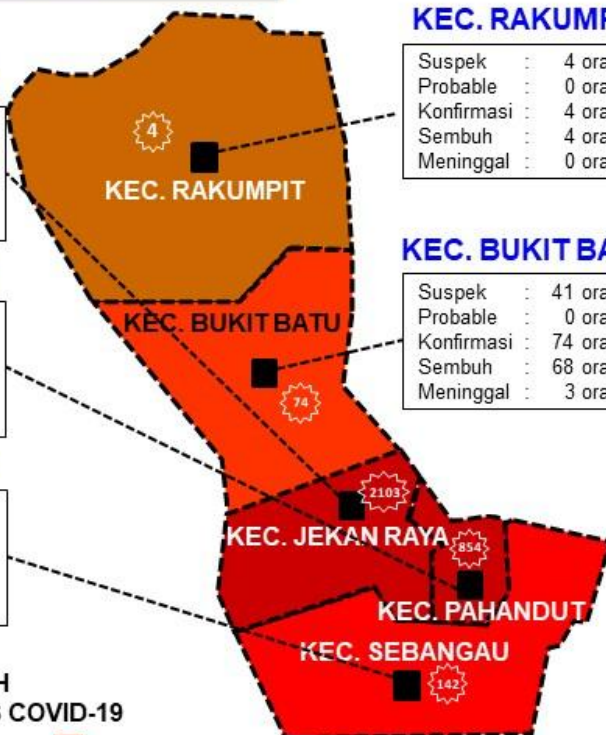 KEC. RAKUMP
Suspek : 4 ora
Probable : 0 ora
Konfirmasi : 4 ora
Sembuh : 4 ora
Meninggal : 0 ora
4
KEC. RAKUMPIT
KEC. BUKIT BA
Suspek : 41 ora
Probable : 0 ora
Konfirmasi : 74 ora
Sembuh : 68 ora
Meninggal : 3 ora
KEC. BUKIT BATU
74
2103
KEC. JEKAN RAYA
854
KEC. PAHANDUT
KEC. SEBANGAU
142
H
S COVID-19